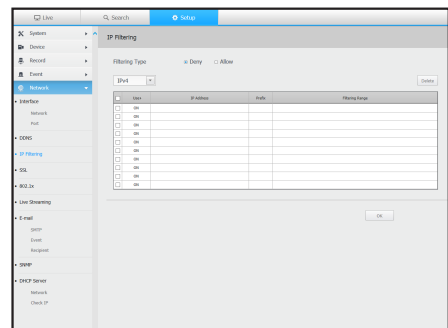 Live
Search
Setup
System
Device
Record
Event
Network
Interface
Network
Port
DDNS
IP Filtering
SSL
802.1x
Live Streaming
E-mail
SMTP
Event
Recipient
SNMP
DHCP Server
Network
Check IP
IP Filtering
Filtering Type
Deny
Allow
IPv4
Delete
Users
IP Address
Prefix
Filtering Range
ON
ON
ON
ON
ON
ON
ON
ON
ON
ON
OK